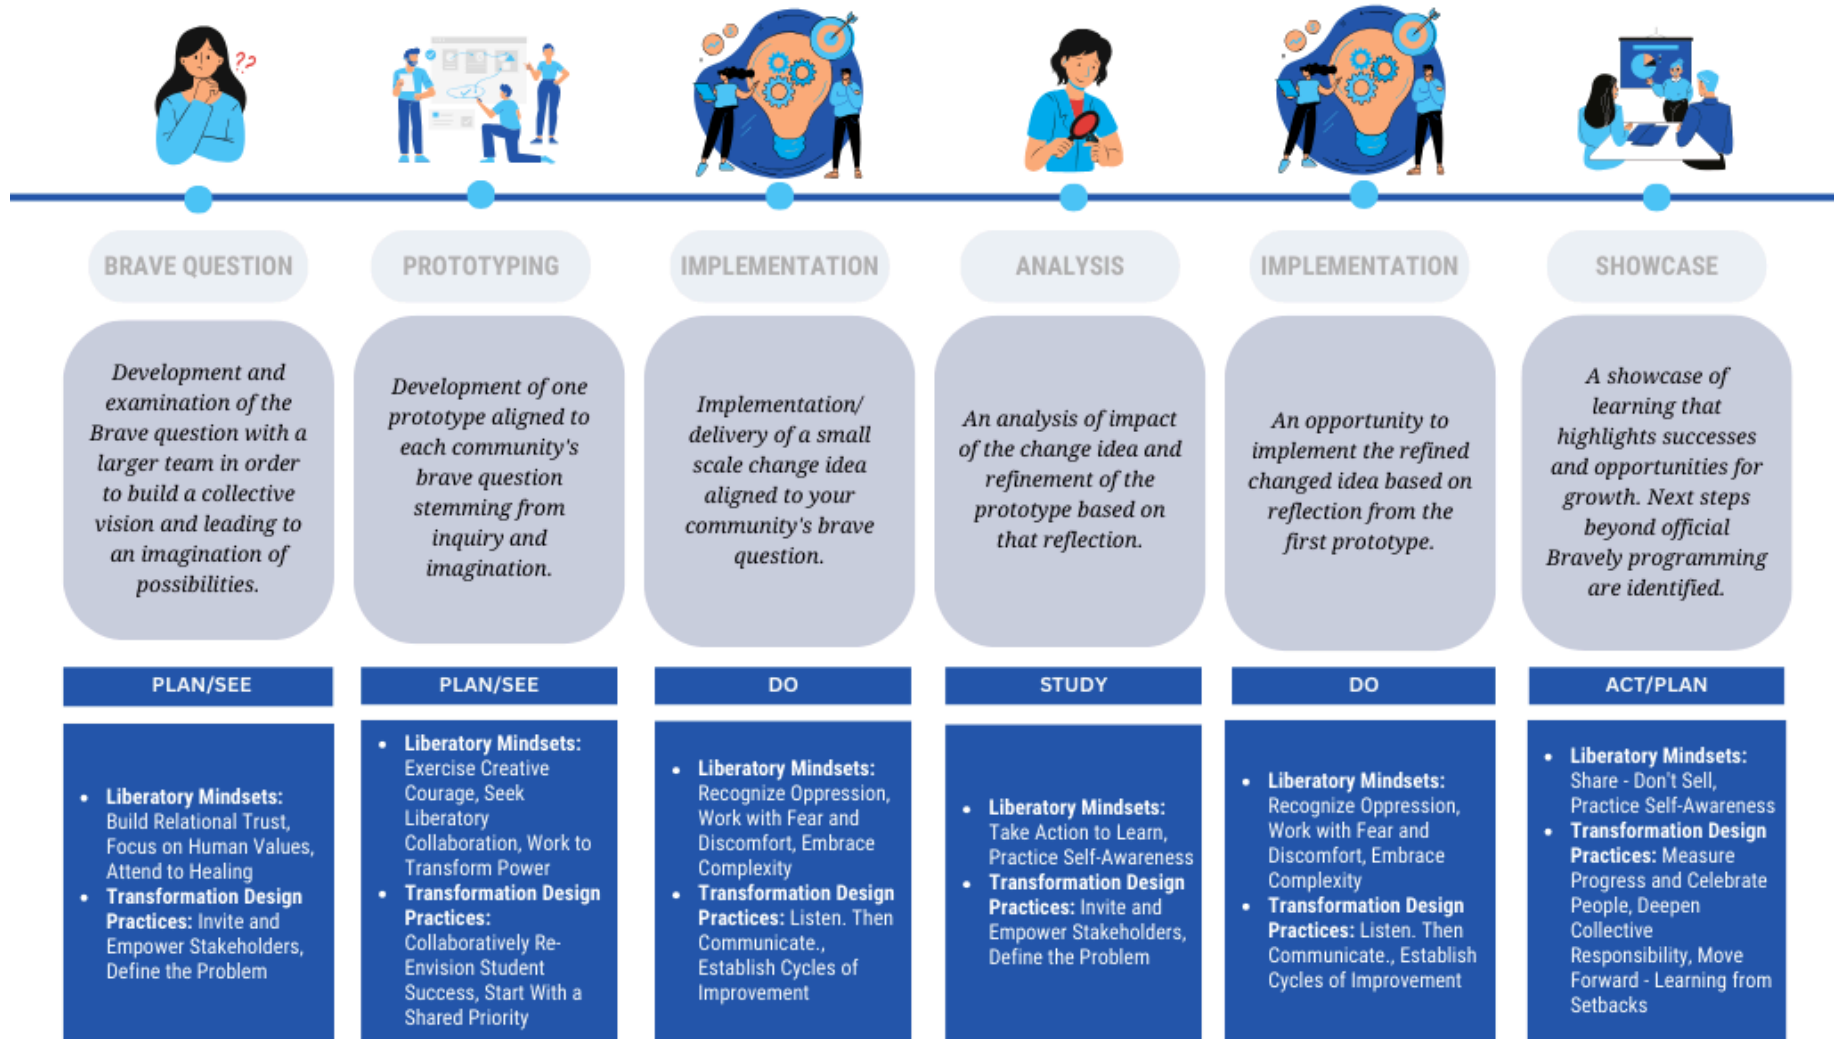 ??
BRAVE QUESTION
Development and
examination of the
Brave question with a
larger team in order
to build a collective
vision and leading to
an imagination of
possibilities.
PLAN/SEE
• Liberatory Mindsets:
Build Relational Trust,
Focus on Human Values,
Attend to Healing
• Transformation Design
Practices: Invite and
Empower Stakeholders,
Define the Problem
PROTOTYPING
Development of one
prototype aligned to
each community's
brave question
stemming from
inquiry and
imagination.
PLAN/SEE
• Liberatory Mindsets:
Exercise Creative
Courage, Seek
Liberatory
Collaboration, Work to
Transform Power
• Transformation Design
Practices:
Collaboratively Re-
Envision Student
Success, Start With a
Shared Priority
IMPLEMENTATION
Implementation/
delivery of a small
scale change idea
aligned to your
community's brave
question.
DO
• Liberatory Mindsets:
Recognize Oppression,
Work with Fear and
Discomfort, Embrace
Complexity
• Transformation Design
Practices: Listen. Then
Communicate.,
Establish Cycles of
Improvement
ANALYSIS
An analysis of impact
of the change idea and
refinement of the
prototype based on
that reflection.
STUDY
• Liberatory Mindsets:
Take Action to Learn,
Practice Self-Awareness
• Transformation Design
Practices: Invite and
Empower Stakeholders,
Define the Problem
IMPLEMENTATION
An opportunity to
implement the refined
changed idea based on
reflection from the
first prototype.
DO
• Liberatory Mindsets:
Recognize Oppression,
Work with Fear and
Discomfort, Embrace
Complexity
• Transformation Design
Practices: Listen. Then
Communicate., Establish
Cycles of Improvement
SHOWCASE
A showcase of
learning that
highlights successes
and opportunities for
growth. Next steps
beyond official
Bravely programming
are identified.
ACT/PLAN
• Liberatory Mindsets:
Share - Don't Sell,
Practice Self-Awareness
• Transformation Design
Practices: Measure
Progress and Celebrate
People, Deepen
Collective
Responsibility, Move
Forward - Learning from
Setbacks